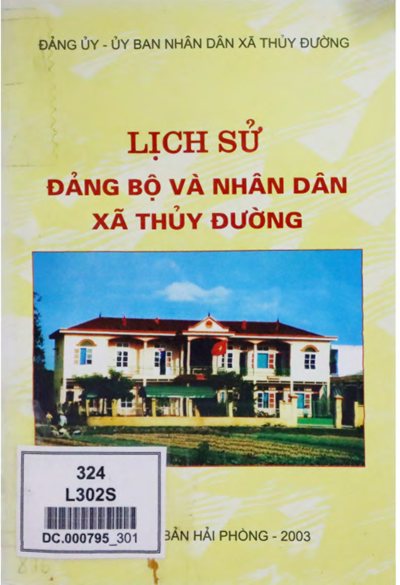 ĐẢNG ỦY - ỦY BAN NHÂN DÂN XÃ THỦY ĐƯỜNG
LỊCH SỬ
ĐẢNG BỘ VÀ NHÂN DÂN
XÃ THỦY ĐƯỜNG
324
L302S
DC.000795_301
BẢN HẢI PHÒNG - 2003